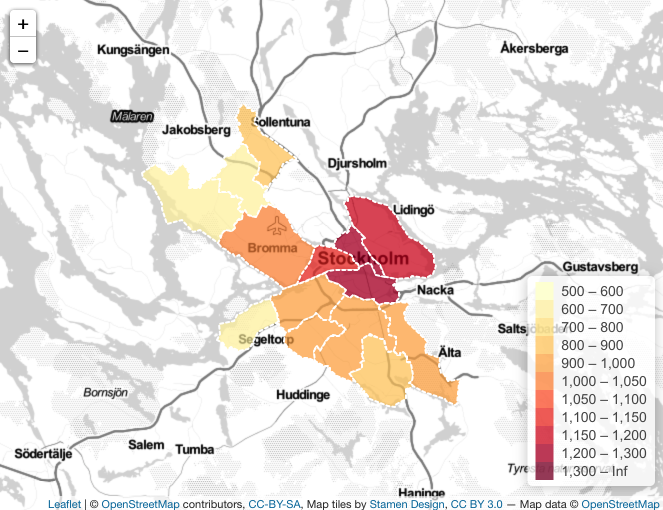 +
−
Kungsängen
Åkersberga
Mälaren
Sollentuna
Jakobsberg
Djursholm
Lidingö
Bromma
Stockholm
Gustavsberg
Nacka
Saltsjöbaden
Segeltorp
Älta
Bornsjön
Huddinge
Salem
Tumba
Södertälje
Haninge
500 – 600
600 – 700
700 – 800
800 – 900
900 – 1,000
1,000 – 1,050
1,050 – 1,100
1,100 – 1,150
1,150 – 1,200
1,200 – 1,300
1,300 – Inf
Leaflet | © OpenStreetMap contributors, CC-BY-SA, Map tiles by Stamen Design, CC BY 3.0 — Map data © OpenStreetMap